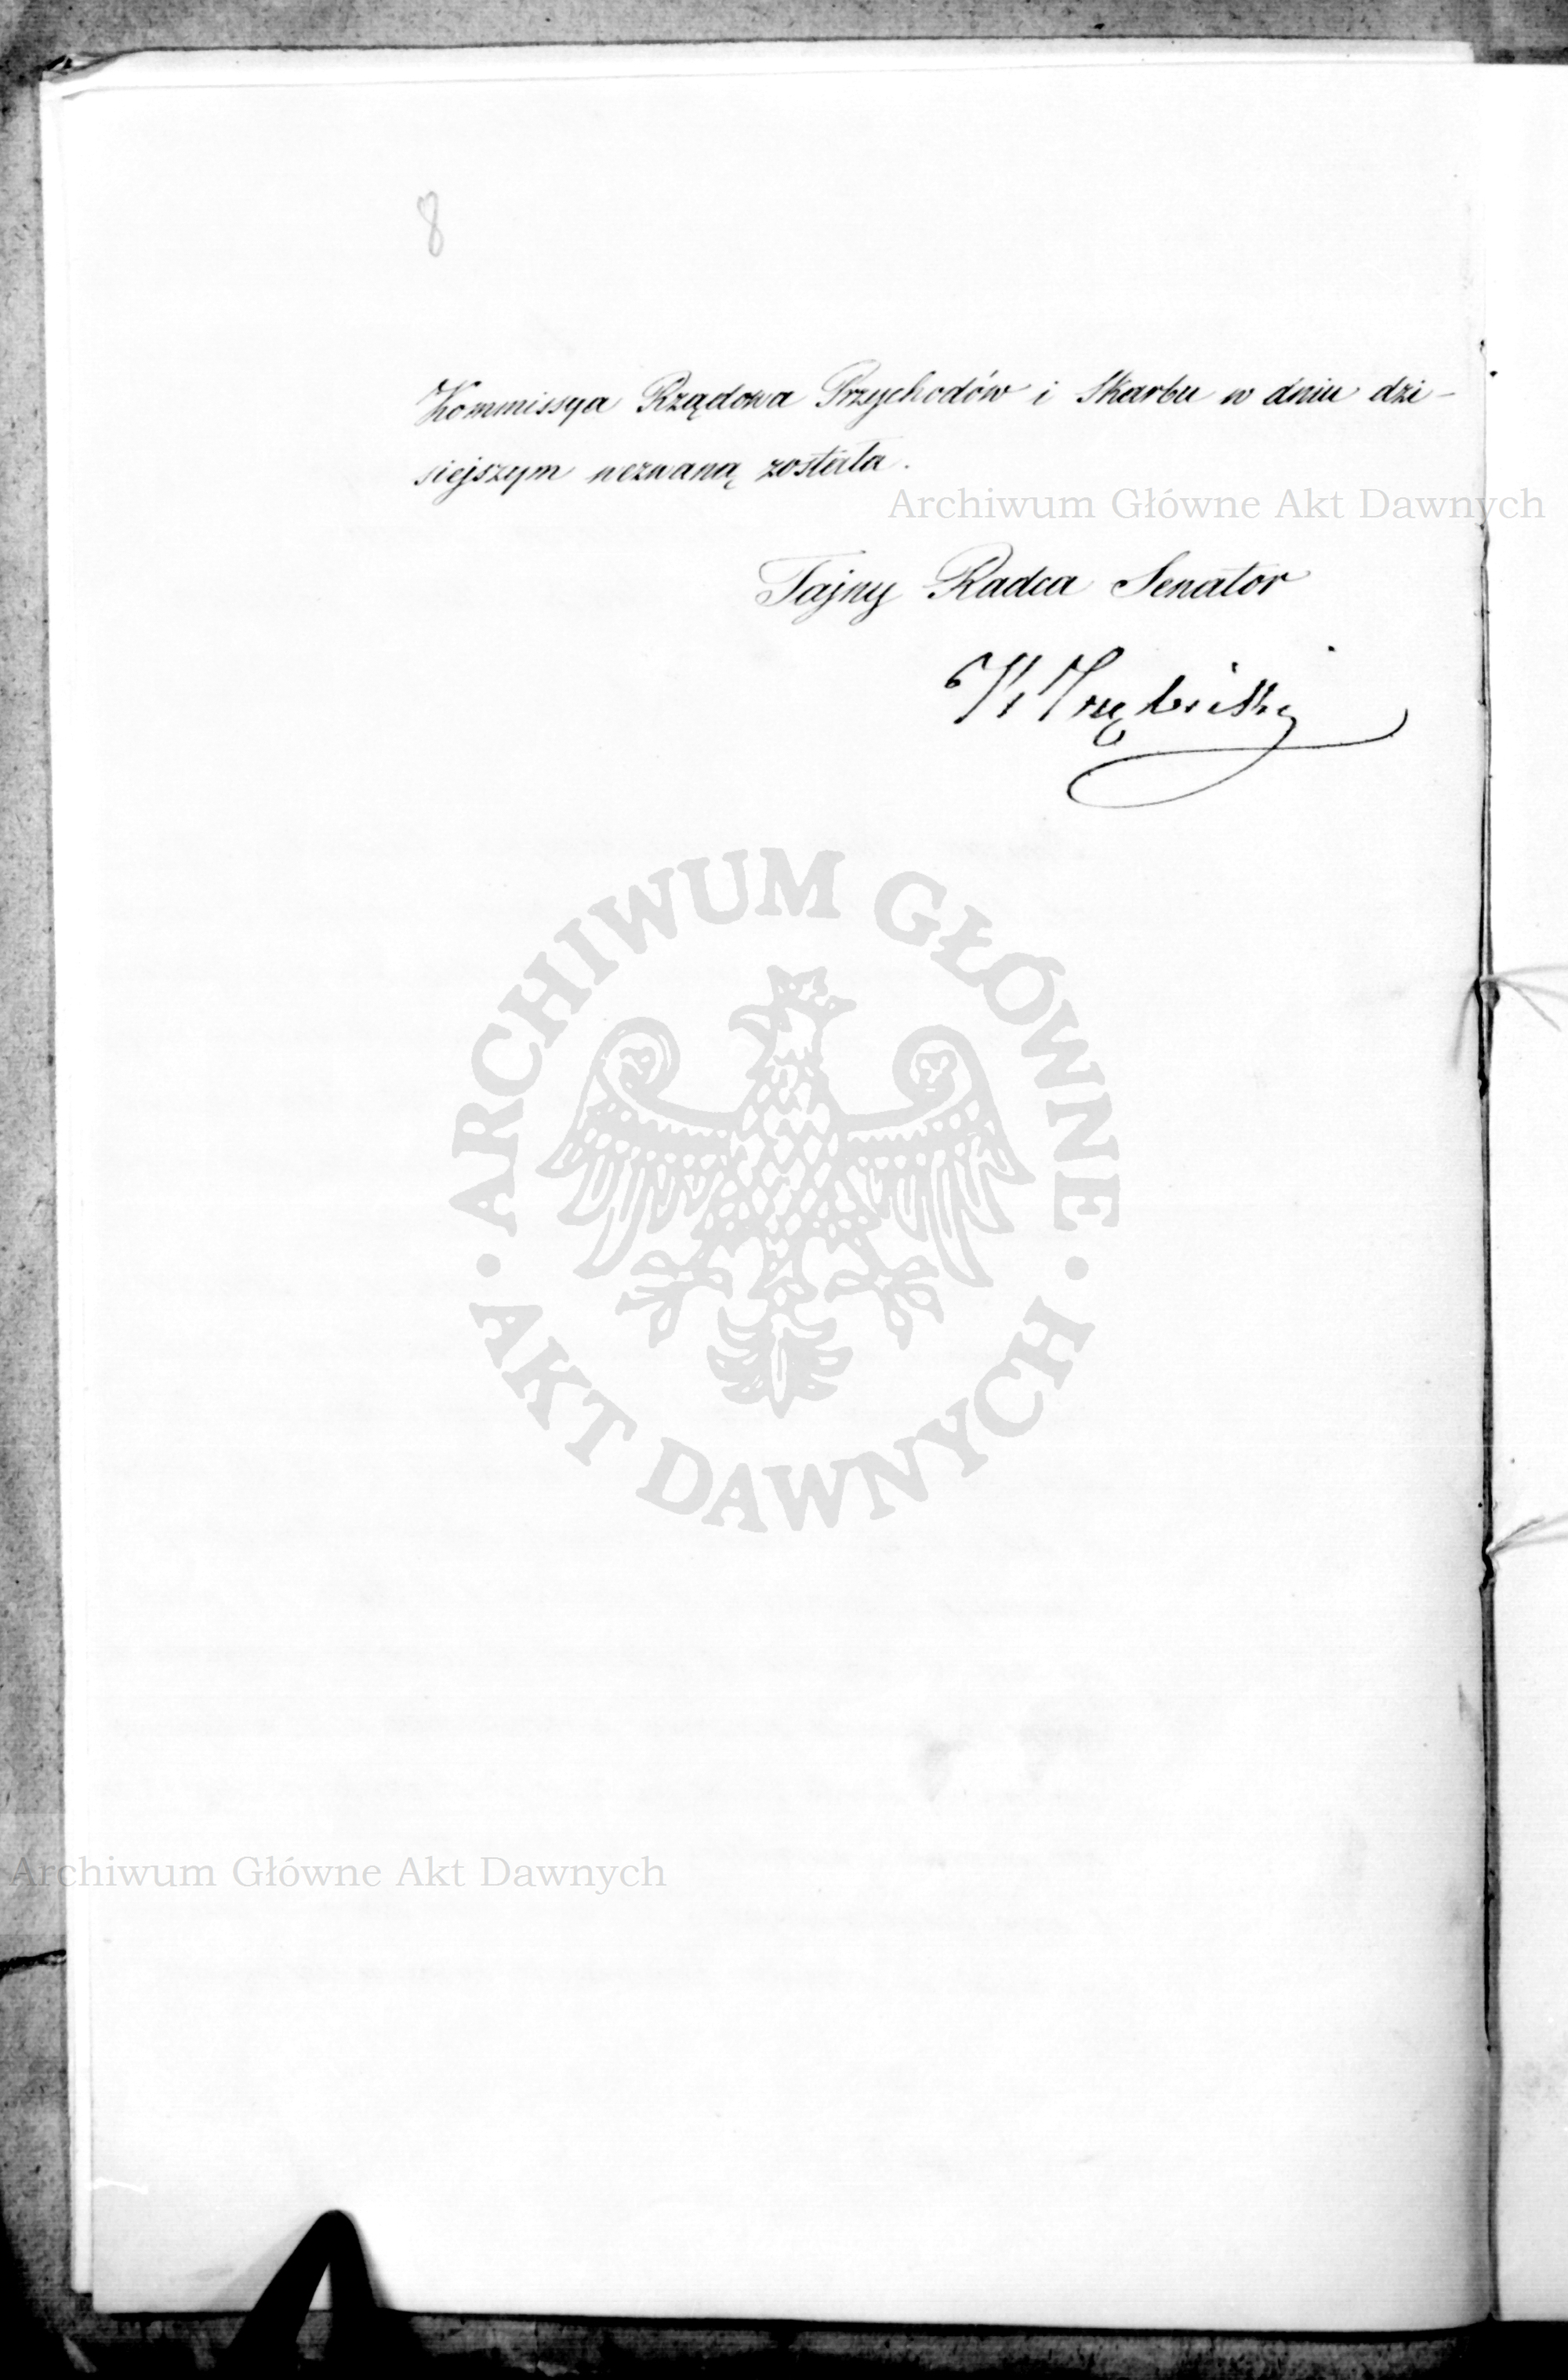 8
Kommissya Rządowa Przychodów i Skarbu w dniu dzi-
siejszym wezwaną została.
Archiwum Główne Akt Dawnych
Tajny Radca Senator
ARCHIWUM GŁÓWNE
AKT DAWNYCH
Archiwum Główne Akt Dawnych